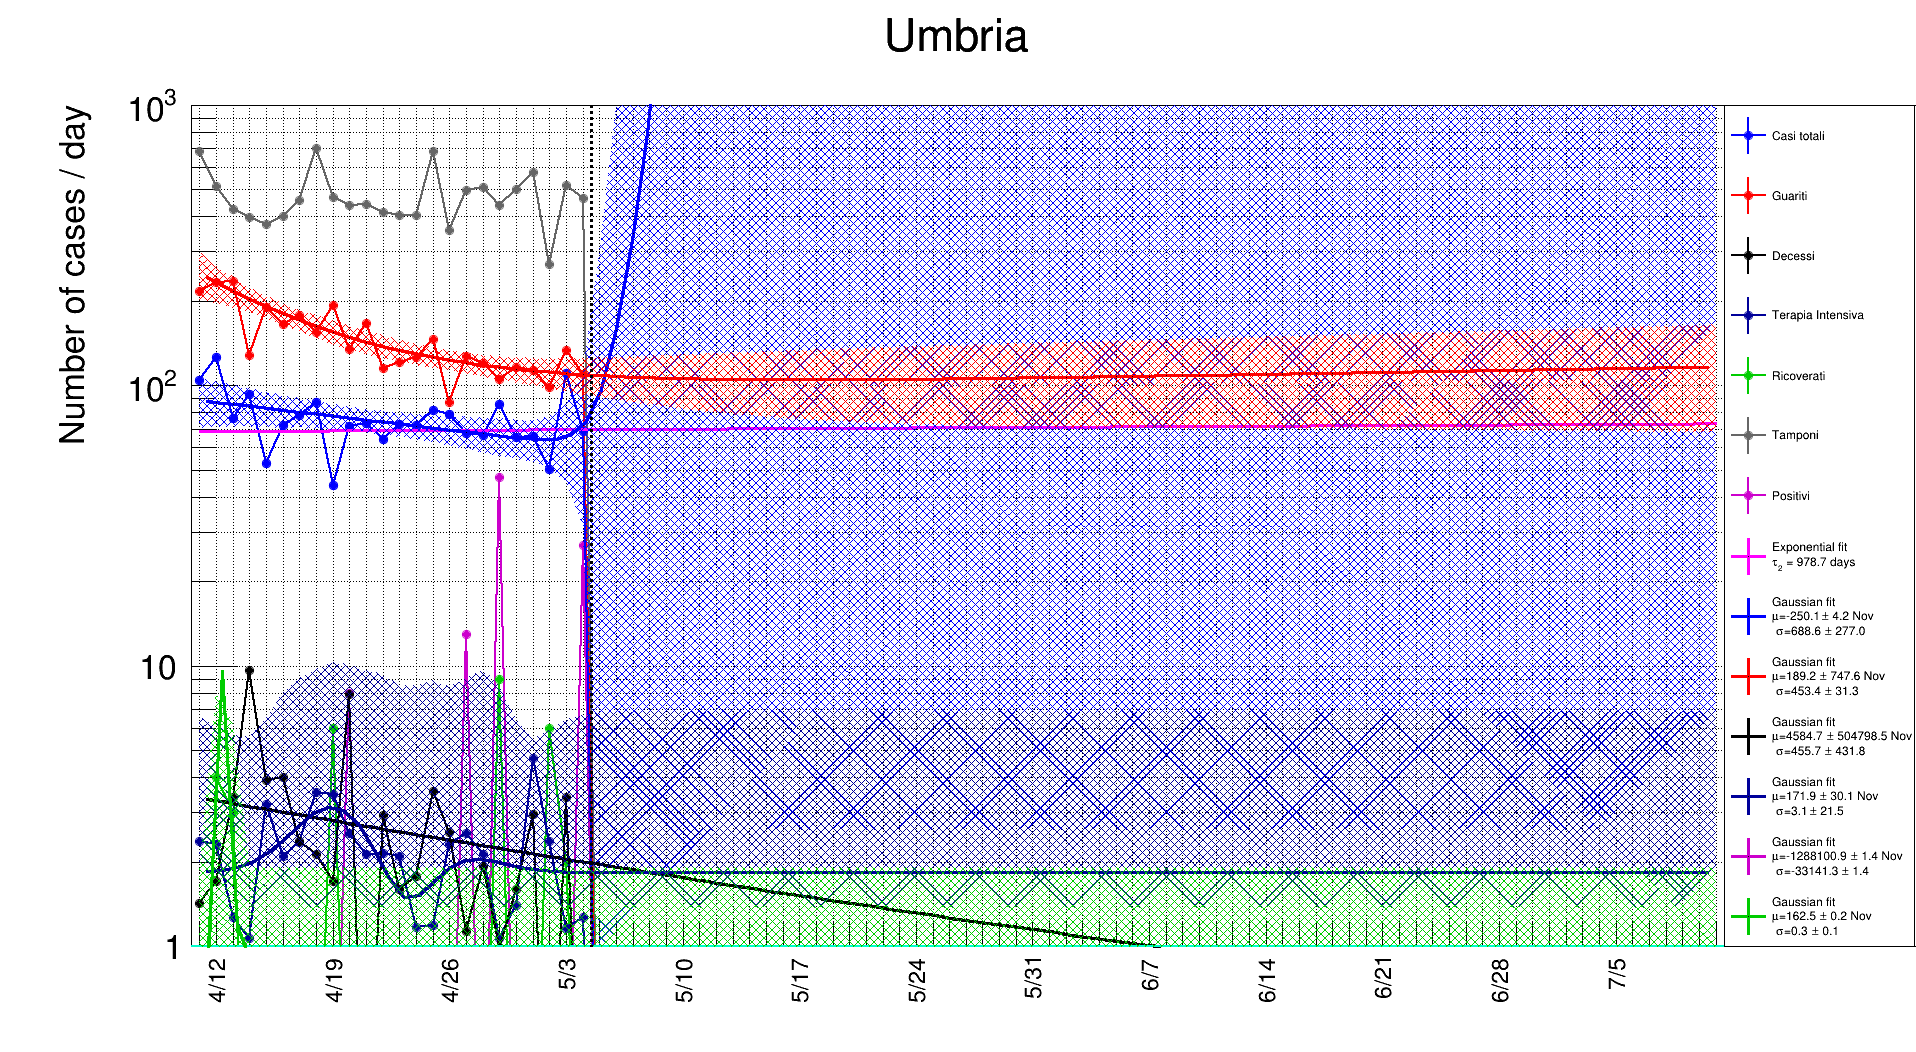 Umbria
Number of cases / day
10³
10²
10
1
4/12
4/19
4/26
5/3
5/10
5/17
5/24
5/31
6/7
6/14
6/21
6/28
7/5
Casi totali
Guariti
Decessi
Terapia Intensiva
Ricoverati
Tamponi
Positivi
Exponential fit
τ₂ = 978.7 days
Gaussian fit
μ=-250.1 ± 4.2 Nov
σ=688.6 ± 277.0
Gaussian fit
μ=189.2 ± 747.6 Nov
σ=453.4 ± 31.3
Gaussian fit
μ=4584.7 ± 504798.5 Nov
σ=455.7 ± 431.8
Gaussian fit
μ=171.9 ± 30.1 Nov
σ=3.1 ± 21.5
Gaussian fit
μ=-1288100.9 ± 1.4 Nov
σ=-33141.3 ± 1.4
Gaussian fit
μ=162.5 ± 0.2 Nov
σ=0.3 ± 0.1